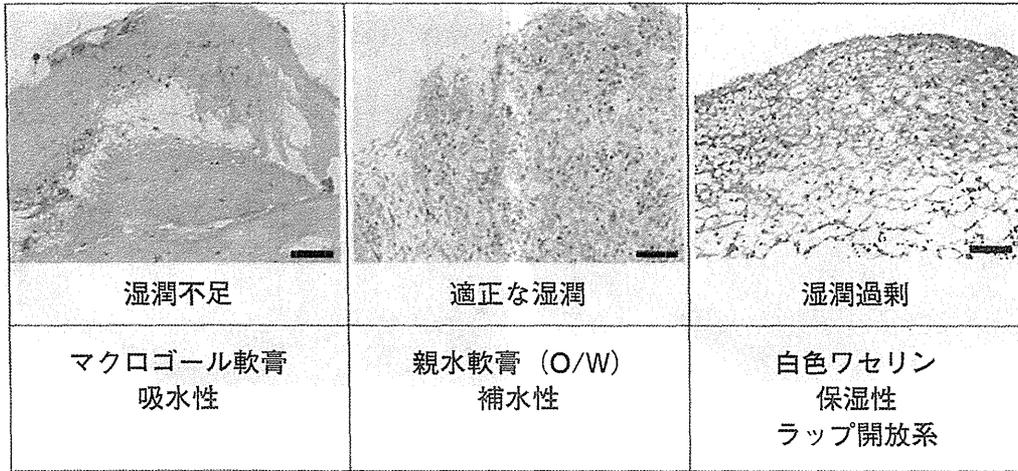 湿潤不足
適正な湿潤
湿潤過剰
マクロゴール軟膏
吸水性
親水軟膏（O/W）
補水性
白色ワセリン
保湿性
ラップ開放系